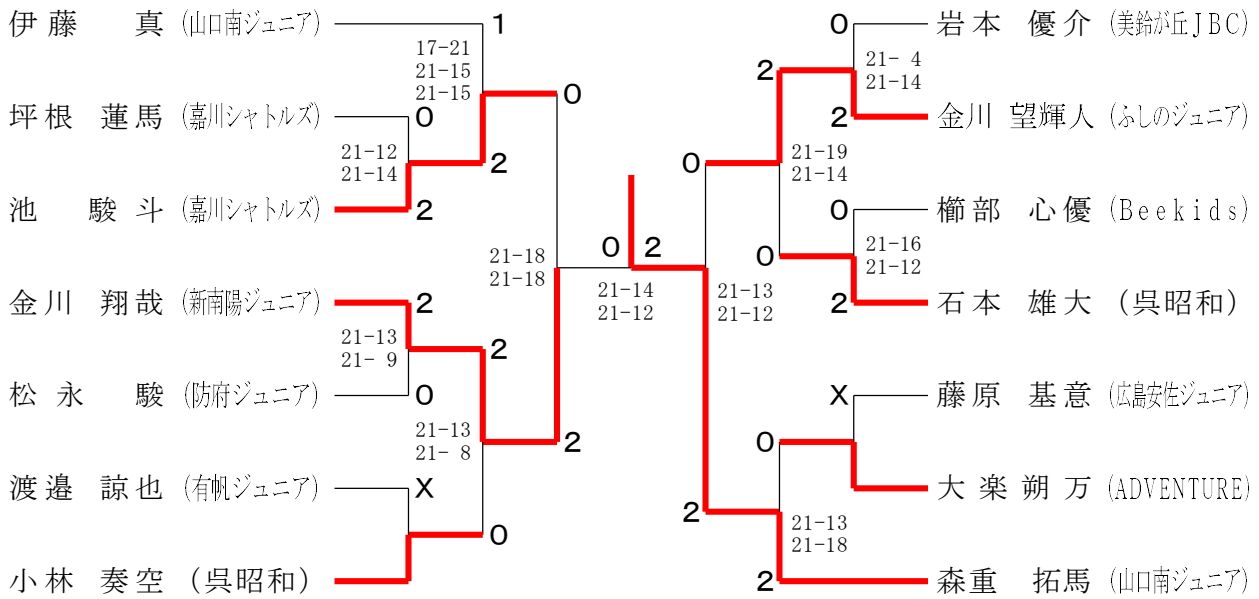 伊藤 真 (山口南ジュニア)
1
17-21
21-15
21-15
0
坪根 蓮馬 (嘉川シャトルズ)
0
21-12
21-14
2
池 駿斗 (嘉川シャトルズ)
2
21-18
21-18
金川 翔哉 (新南陽ジュニア)
2
21-13
21- 9
2
松永 駿 (防府ジュニア)
0
21-13
21- 8
2
渡邉 諒也 (有帆ジュニア)
X
0
小林 奏空 (呉昭和)
0 2
21-14
21-12
0
岩本 優介 (美鈴が丘JBC)
2
21- 4
21-14
2
金川 望輝人 (ふしのジュニア)
0
21-19
21-14
0
櫛部 心優 (Beekids)
0
21-16
21-12
2
石本 雄大 (呉昭和)
21-13
21-12
X
藤原 基意 (広島安佐ジュニア)
0
大楽朔万 (ADVENTURE)
2
21-13
21-18
2
森重 拓馬 (山口南ジュニア)